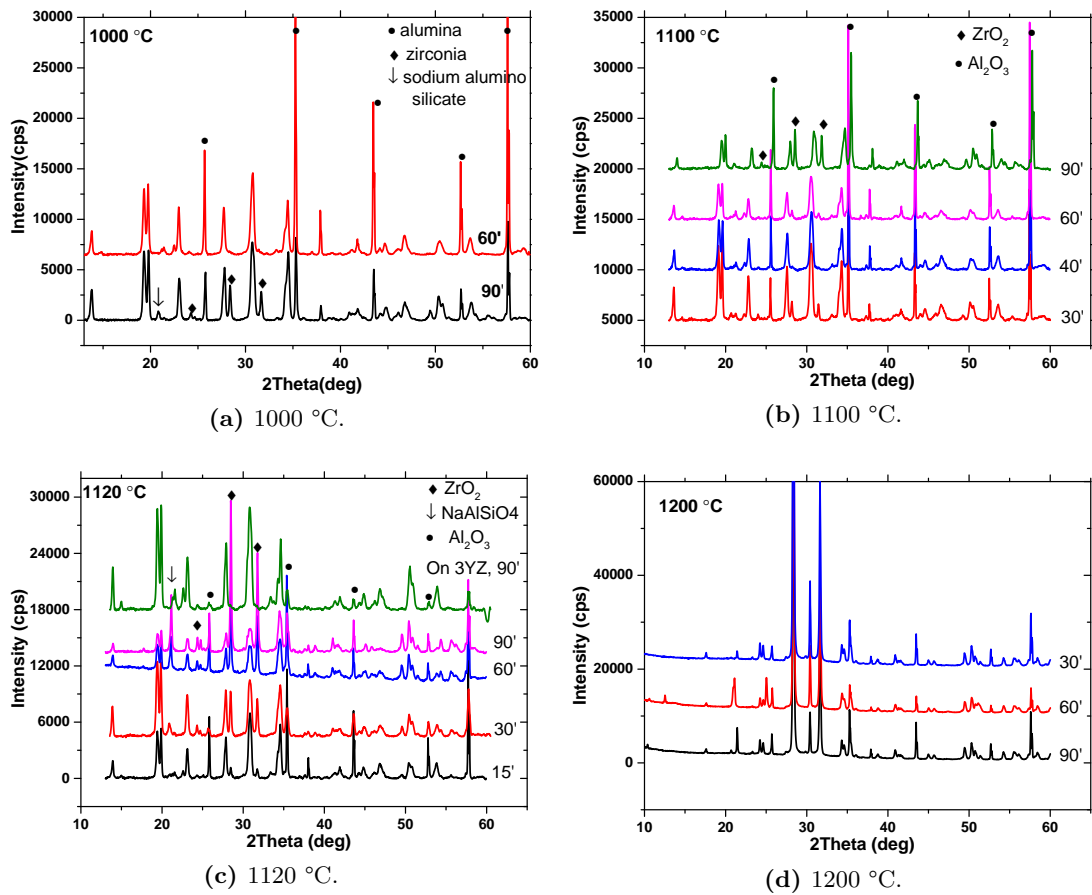 1000 °C
alumina
zirconia
↓ sodium alumino
silicate
60'
90'
30000
25000
20000
15000
10000
5000
0
Intensity(cps)
20
30
40
50
60
2Theta(deg)
(a) 1000 °C.
1100 °C
ZrO2
Al2O3
90'
60'
40'
30'
35000
30000
25000
20000
15000
10000
5000
Intensity (cps)
10
20
30
40
50
60
2Theta (deg)
(b) 1100 °C.
1120 °C
ZrO2
↓ NaAlSiO4
Al2O3
On 3YZ, 90'
90'
60'
30'
15'
30000
24000
18000
12000
6000
0
Intensity (cps)
10
20
30
40
50
60
2Theta (deg)
(c) 1120 °C.
1200 °C
30'
60'
90'
60000
40000
20000
0
Intensity (cps)
10
20
30
40
50
60
2Theta (deg)
(d) 1200 °C.